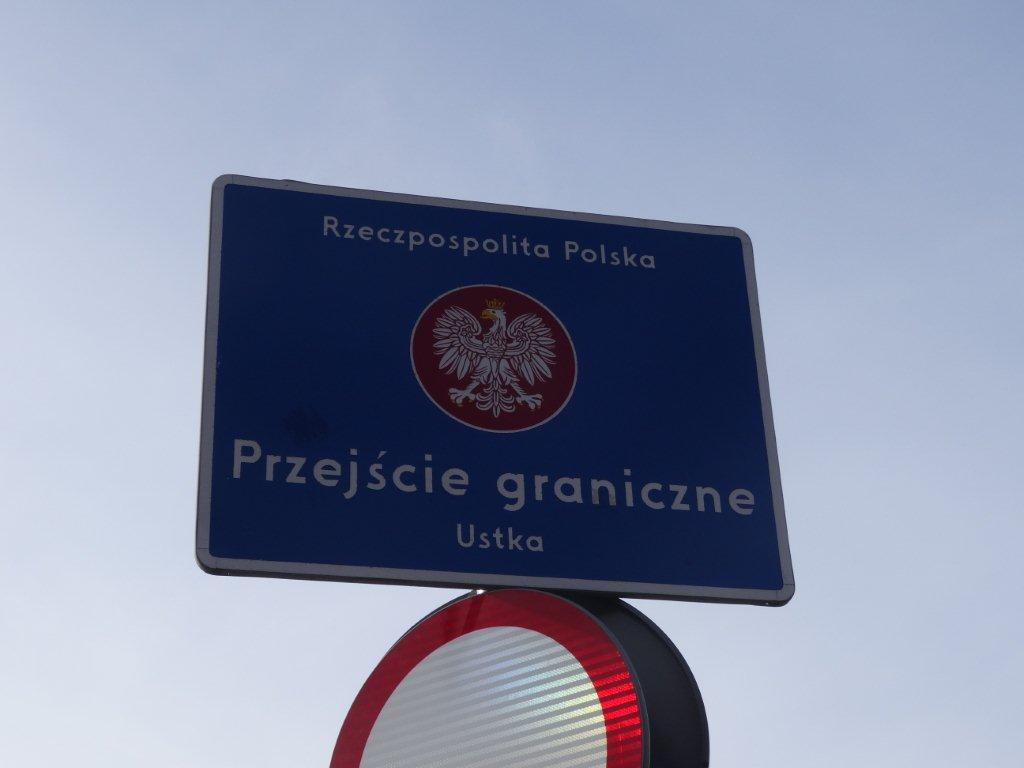 Rzeczpospolita Polska
Przejście graniczne
Ustka